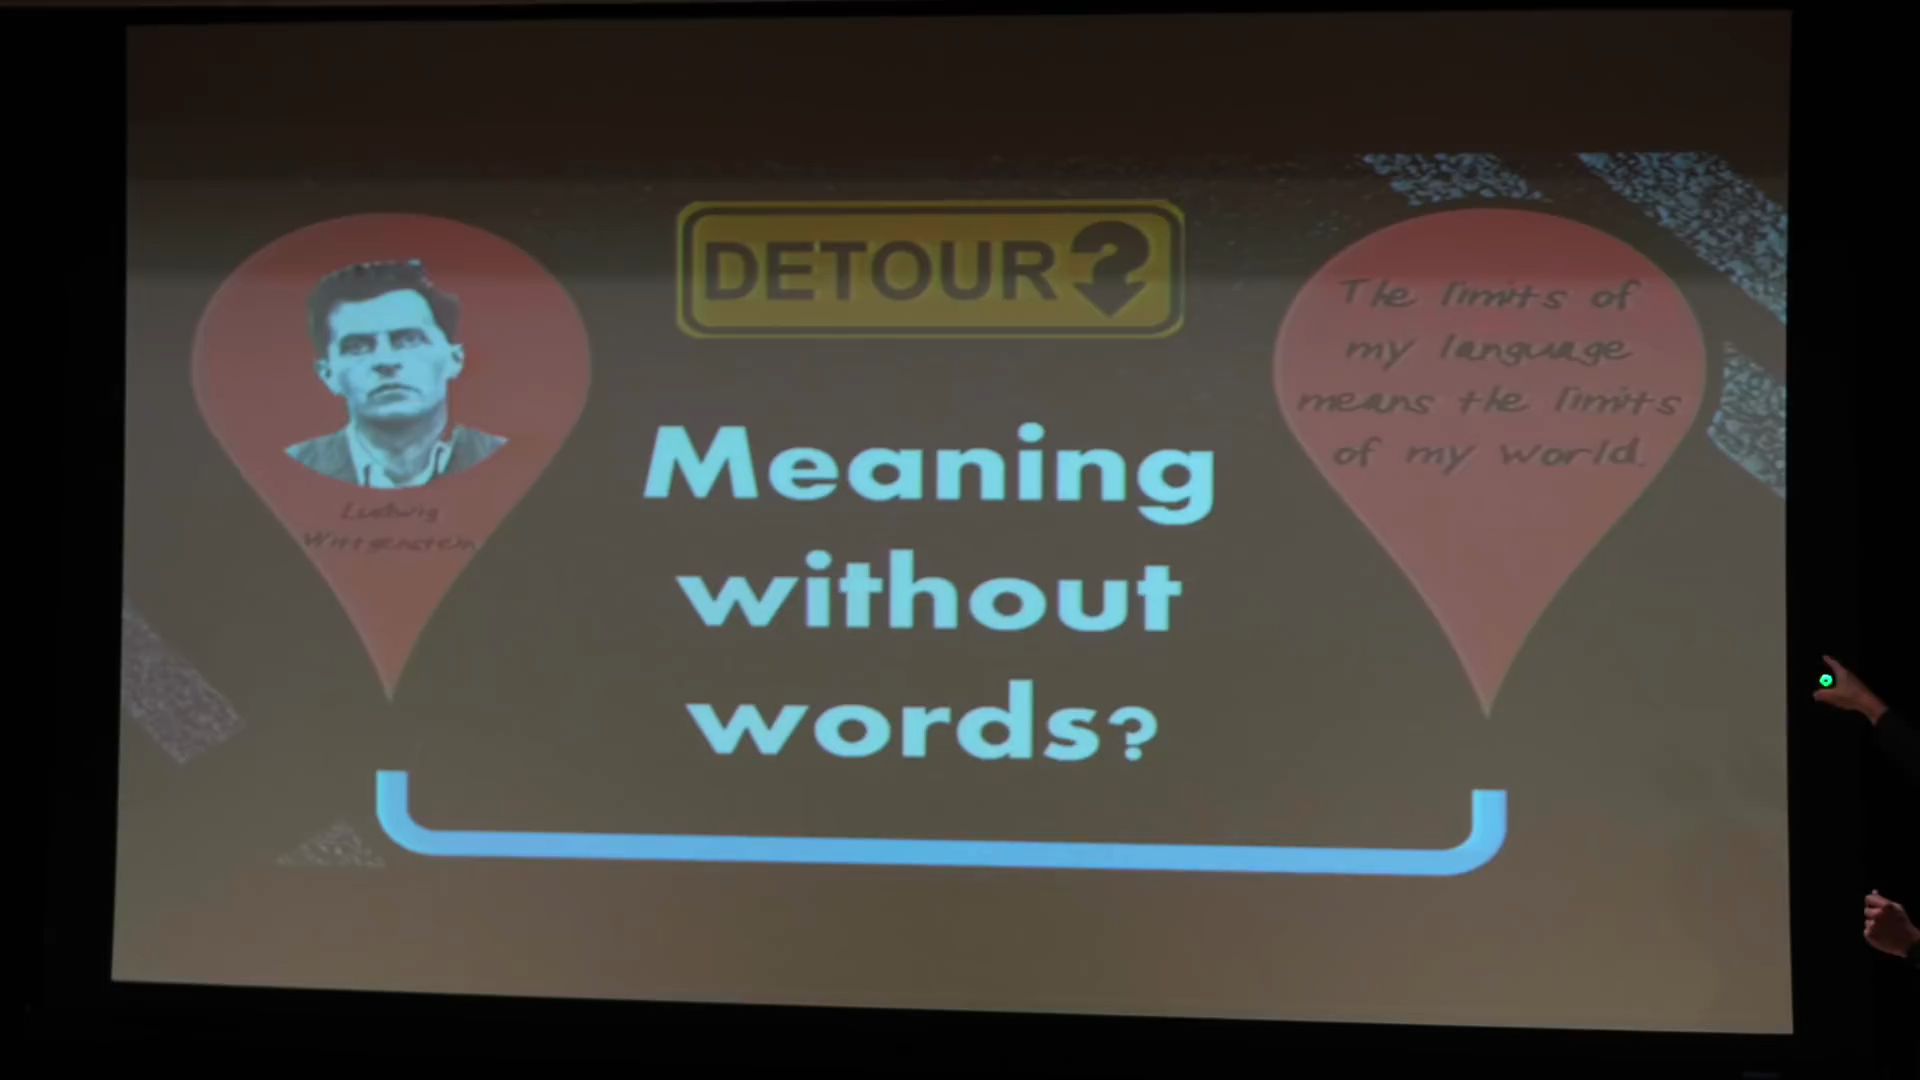 DETOUR?
Ludwig
Wittgenstein
Meaning
without
words?
The limits of
my language
means the limits
of my world.